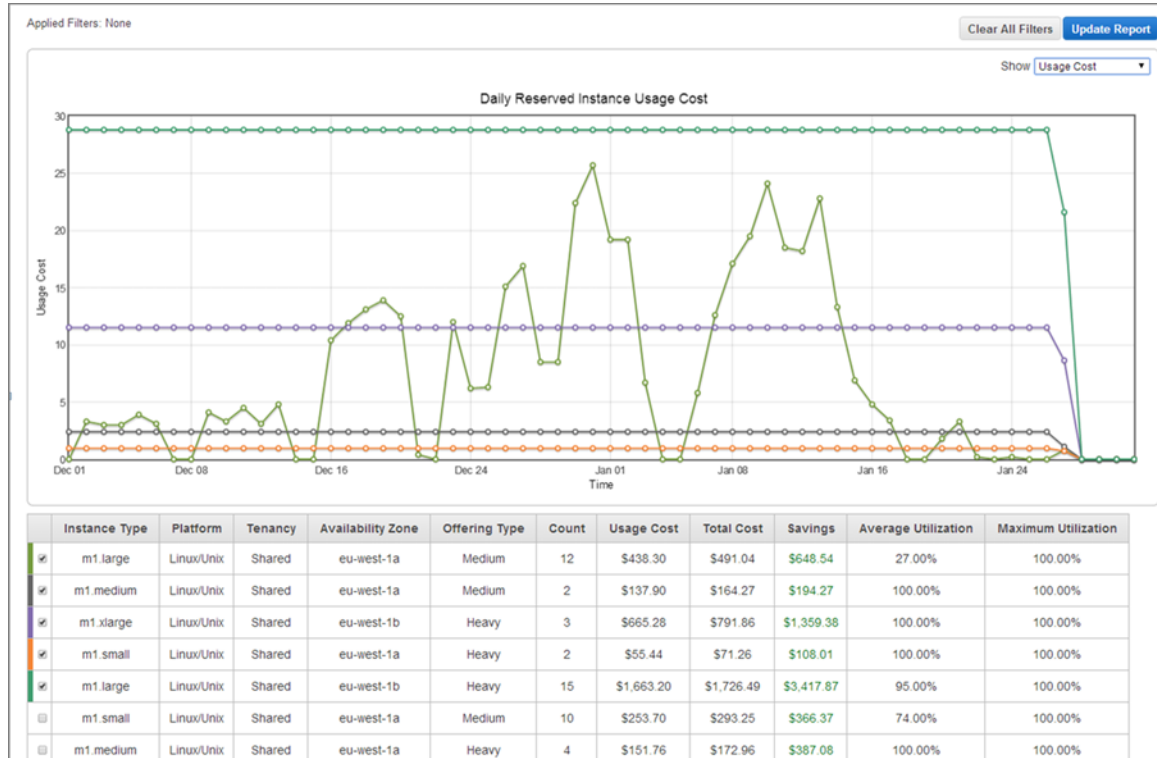 Applied Filters: None
Clear All Filters Update Report
Show Usage Cost
Daily Reserved Instance Usage Cost
30
25
20
15
10
5
0
Usage Cost
Dec 01 Dec 08 Dec 16 Dec 24 Jan 01 Jan 08 Jan 16 Jan 24
Time
Instance Type Platform Tenancy Availability Zone Offering Type Count Usage Cost Total Cost Savings Average Utilization Maximum Utilization
m1.large Linux/Unix Shared eu-west-1a Medium 12 $438.30 $491.04 $648.54 27.00% 100.00%
m1.medium Linux/Unix Shared eu-west-1a Medium 2 $137.90 $164.27 $194.27 100.00% 100.00%
m1.xlarge Linux/Unix Shared eu-west-1b Heavy 3 $665.28 $791.86 $1,359.38 100.00% 100.00%
m1.small Linux/Unix Shared eu-west-1a Heavy 2 $55.44 $71.26 $108.01 100.00% 100.00%
m1.large Linux/Unix Shared eu-west-1b Heavy 15 $1,663.20 $1,726.49 $3,417.87 95.00% 100.00%
m1.small Linux/Unix Shared eu-west-1a Medium 10 $253.70 $293.25 $366.37 74.00% 100.00%
m1.medium Linux/Unix Shared eu-west-1a Heavy 4 $151.76 $172.96 $387.08 100.00% 100.00%